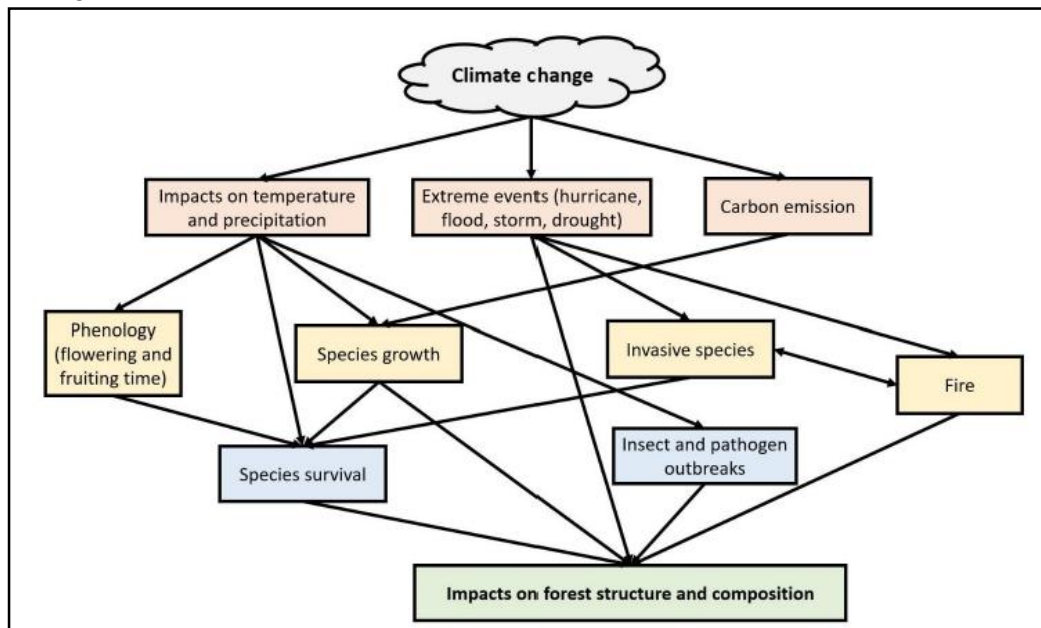 Climate change
Impacts on temperature
and precipitation
Extreme events (hurricane,
flood, storm, drought)
Carbon emission
Phenology
(flowering and
fruiting time)
Species growth
Invasive species
Fire
Species survival
Insect and pathogen
outbreaks
Impacts on forest structure and composition